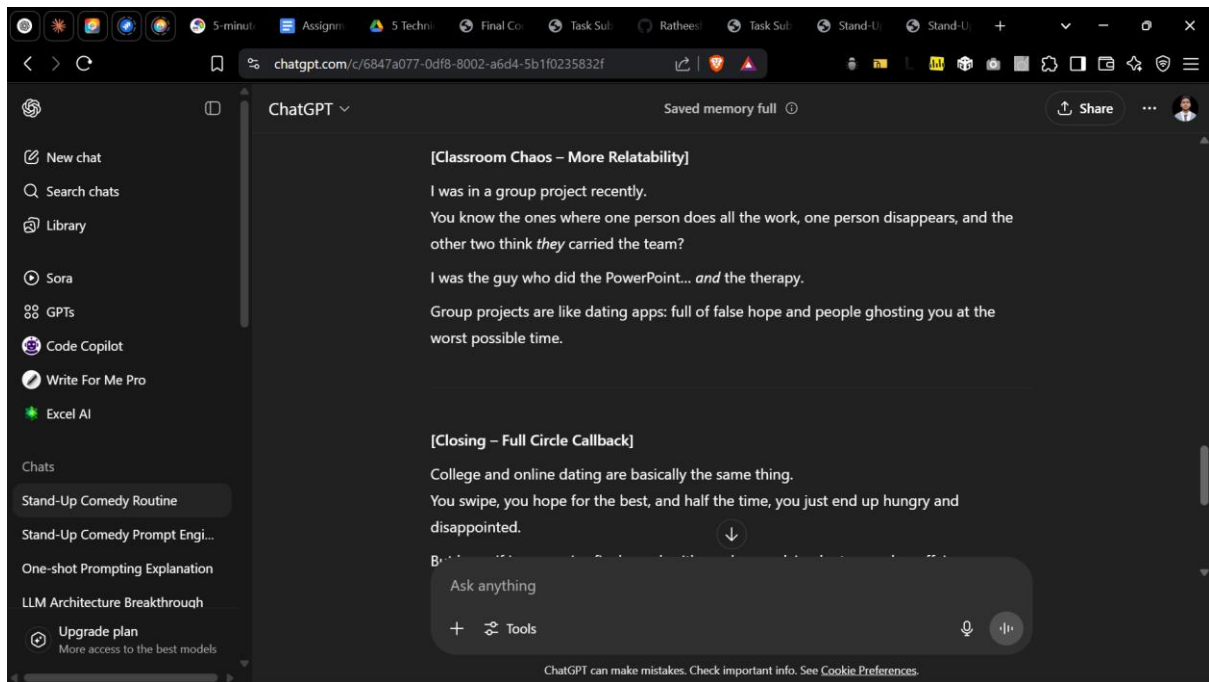 5-minut
Assignm
5 Techni
Final Co
Task Sub
Rathees
Task Sub
Stand-U
Stand-U
chatgpt.com/c/6847a077-0df8-8002-a6d4-5b1f0235832f
ChatGPT
Saved memory full
Share
New chat
Search chats
Library
Sora
GPTs
Code Copilot
Write For Me Pro
Excel AI
Chats
Stand-Up Comedy Routine
Stand-Up Comedy Prompt Engi...
One-shot Prompting Explanation
LLM Architecture Breakthrough
Upgrade plan
More access to the best models
[Classroom Chaos – More Relatability]
I was in a group project recently.
You know the ones where one person does all the work, one person disappears, and the
other two think they carried the team?
I was the guy who did the PowerPoint... and the therapy.
Group projects are like dating apps: full of false hope and people ghosting you at the
worst possible time.
[Closing – Full Circle Callback]
College and online dating are basically the same thing.
You swipe, you hope for the best, and half the time, you just end up hungry and
disappointed.
Ask anything
Tools
ChatGPT can make mistakes. Check important info. See Cookie Preferences.